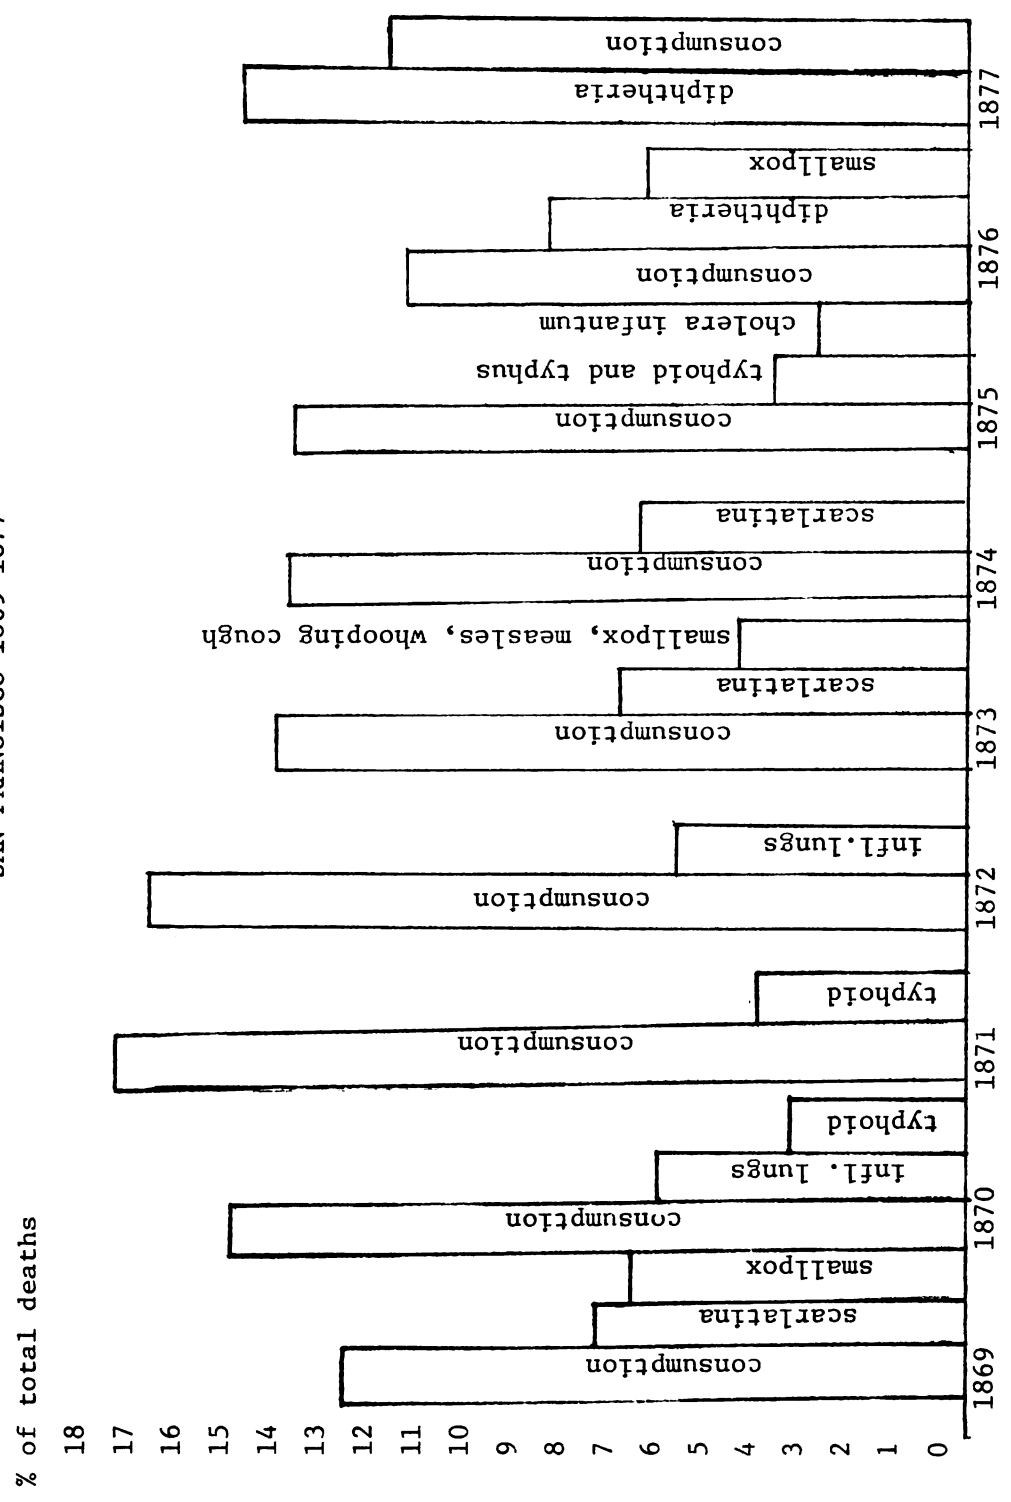 % of total deaths
18
17
16
15
14
13
12
11
10
9
8
7
6
5
4
3
2
1
0
consumption
scarlatina
smallpox
consumption
infl. lungs
typhoid
consumption
typhoid
consumption
infl.lungs
consumption
scarlatina
smallpox, measles, whooping cough
consumption
scarlatina
consumption
typhoid and typhus
cholera infantum
consumption
diphtheria
smallpox
diphtheria
consumption
1869
1870
1871
1872
1873
1874
1875
1876
1877